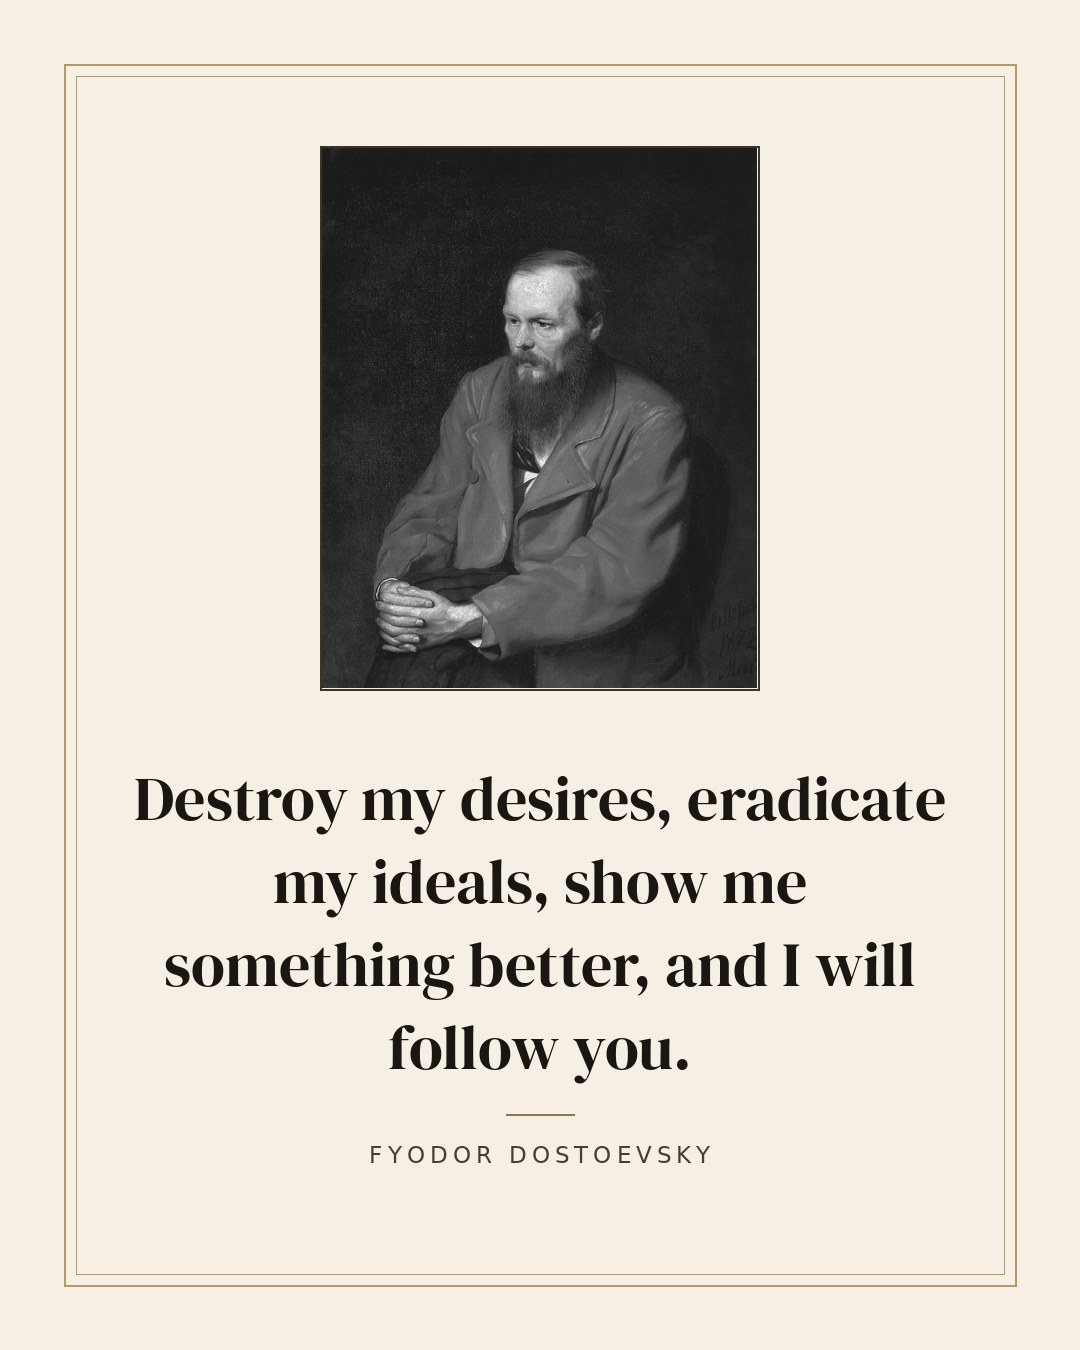 Destroy my desires, eradicate
my ideals, show me
something better, and I will
follow you.
FYODOR DOSTOEVSKY